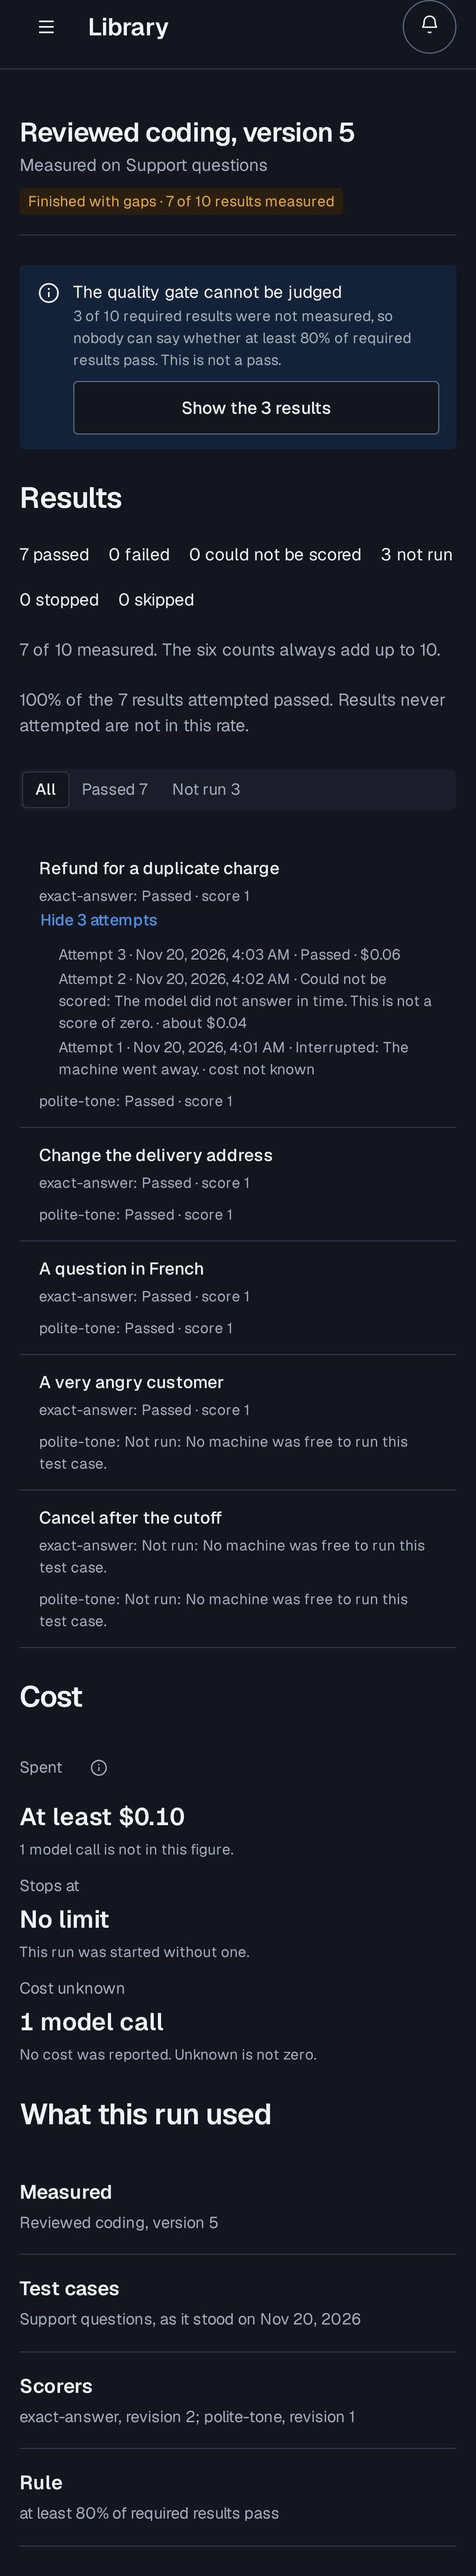 Library
Reviewed coding, version 5
Measured on Support questions
Finished with gaps · 7 of 10 results measured
The quality gate cannot be judged
3 of 10 required results were not measured, so
nobody can say whether at least 80% of required
results pass. This is not a pass.
Show the 3 results
Results
7 passed 0 failed 0 could not be scored 3 not run
0 stopped 0 skipped
7 of 10 measured. The six counts always add up to 10.
100% of the 7 results attempted passed. Results never
attempted are not in this rate.
All Passed 7 Not run 3
Refund for a duplicate charge
exact-answer: Passed · score 1
Hide 3 attempts
Attempt 3 · Nov 20, 2026, 4:03 AM · Passed · $0.06
Attempt 2 · Nov 20, 2026, 4:02 AM · Could not be
scored: The model did not answer in time. This is not a
score of zero. · about $0.04
Attempt 1 · Nov 20, 2026, 4:01 AM · Interrupted: The
machine went away. · cost not known
polite-tone: Passed · score 1
Change the delivery address
exact-answer: Passed · score 1
polite-tone: Passed · score 1
A question in French
exact-answer: Passed · score 1
polite-tone: Passed · score 1
A very angry customer
exact-answer: Passed · score 1
polite-tone: Not run: No machine was free to run this
test case.
Cancel after the cutoff
exact-answer: Not run: No machine was free to run this
test case.
polite-tone: Not run: No machine was free to run this
test case.
Cost
Spent
At least $0.10
1 model call is not in this figure.
Stops at
No limit
This run was started without one.
Cost unknown
1 model call
No cost was reported. Unknown is not zero.
What this run used
Measured
Reviewed coding, version 5
Test cases
Support questions, as it stood on Nov 20, 2026
Scorers
exact-answer, revision 2; polite-tone, revision 1
Rule
at least 80% of required results pass